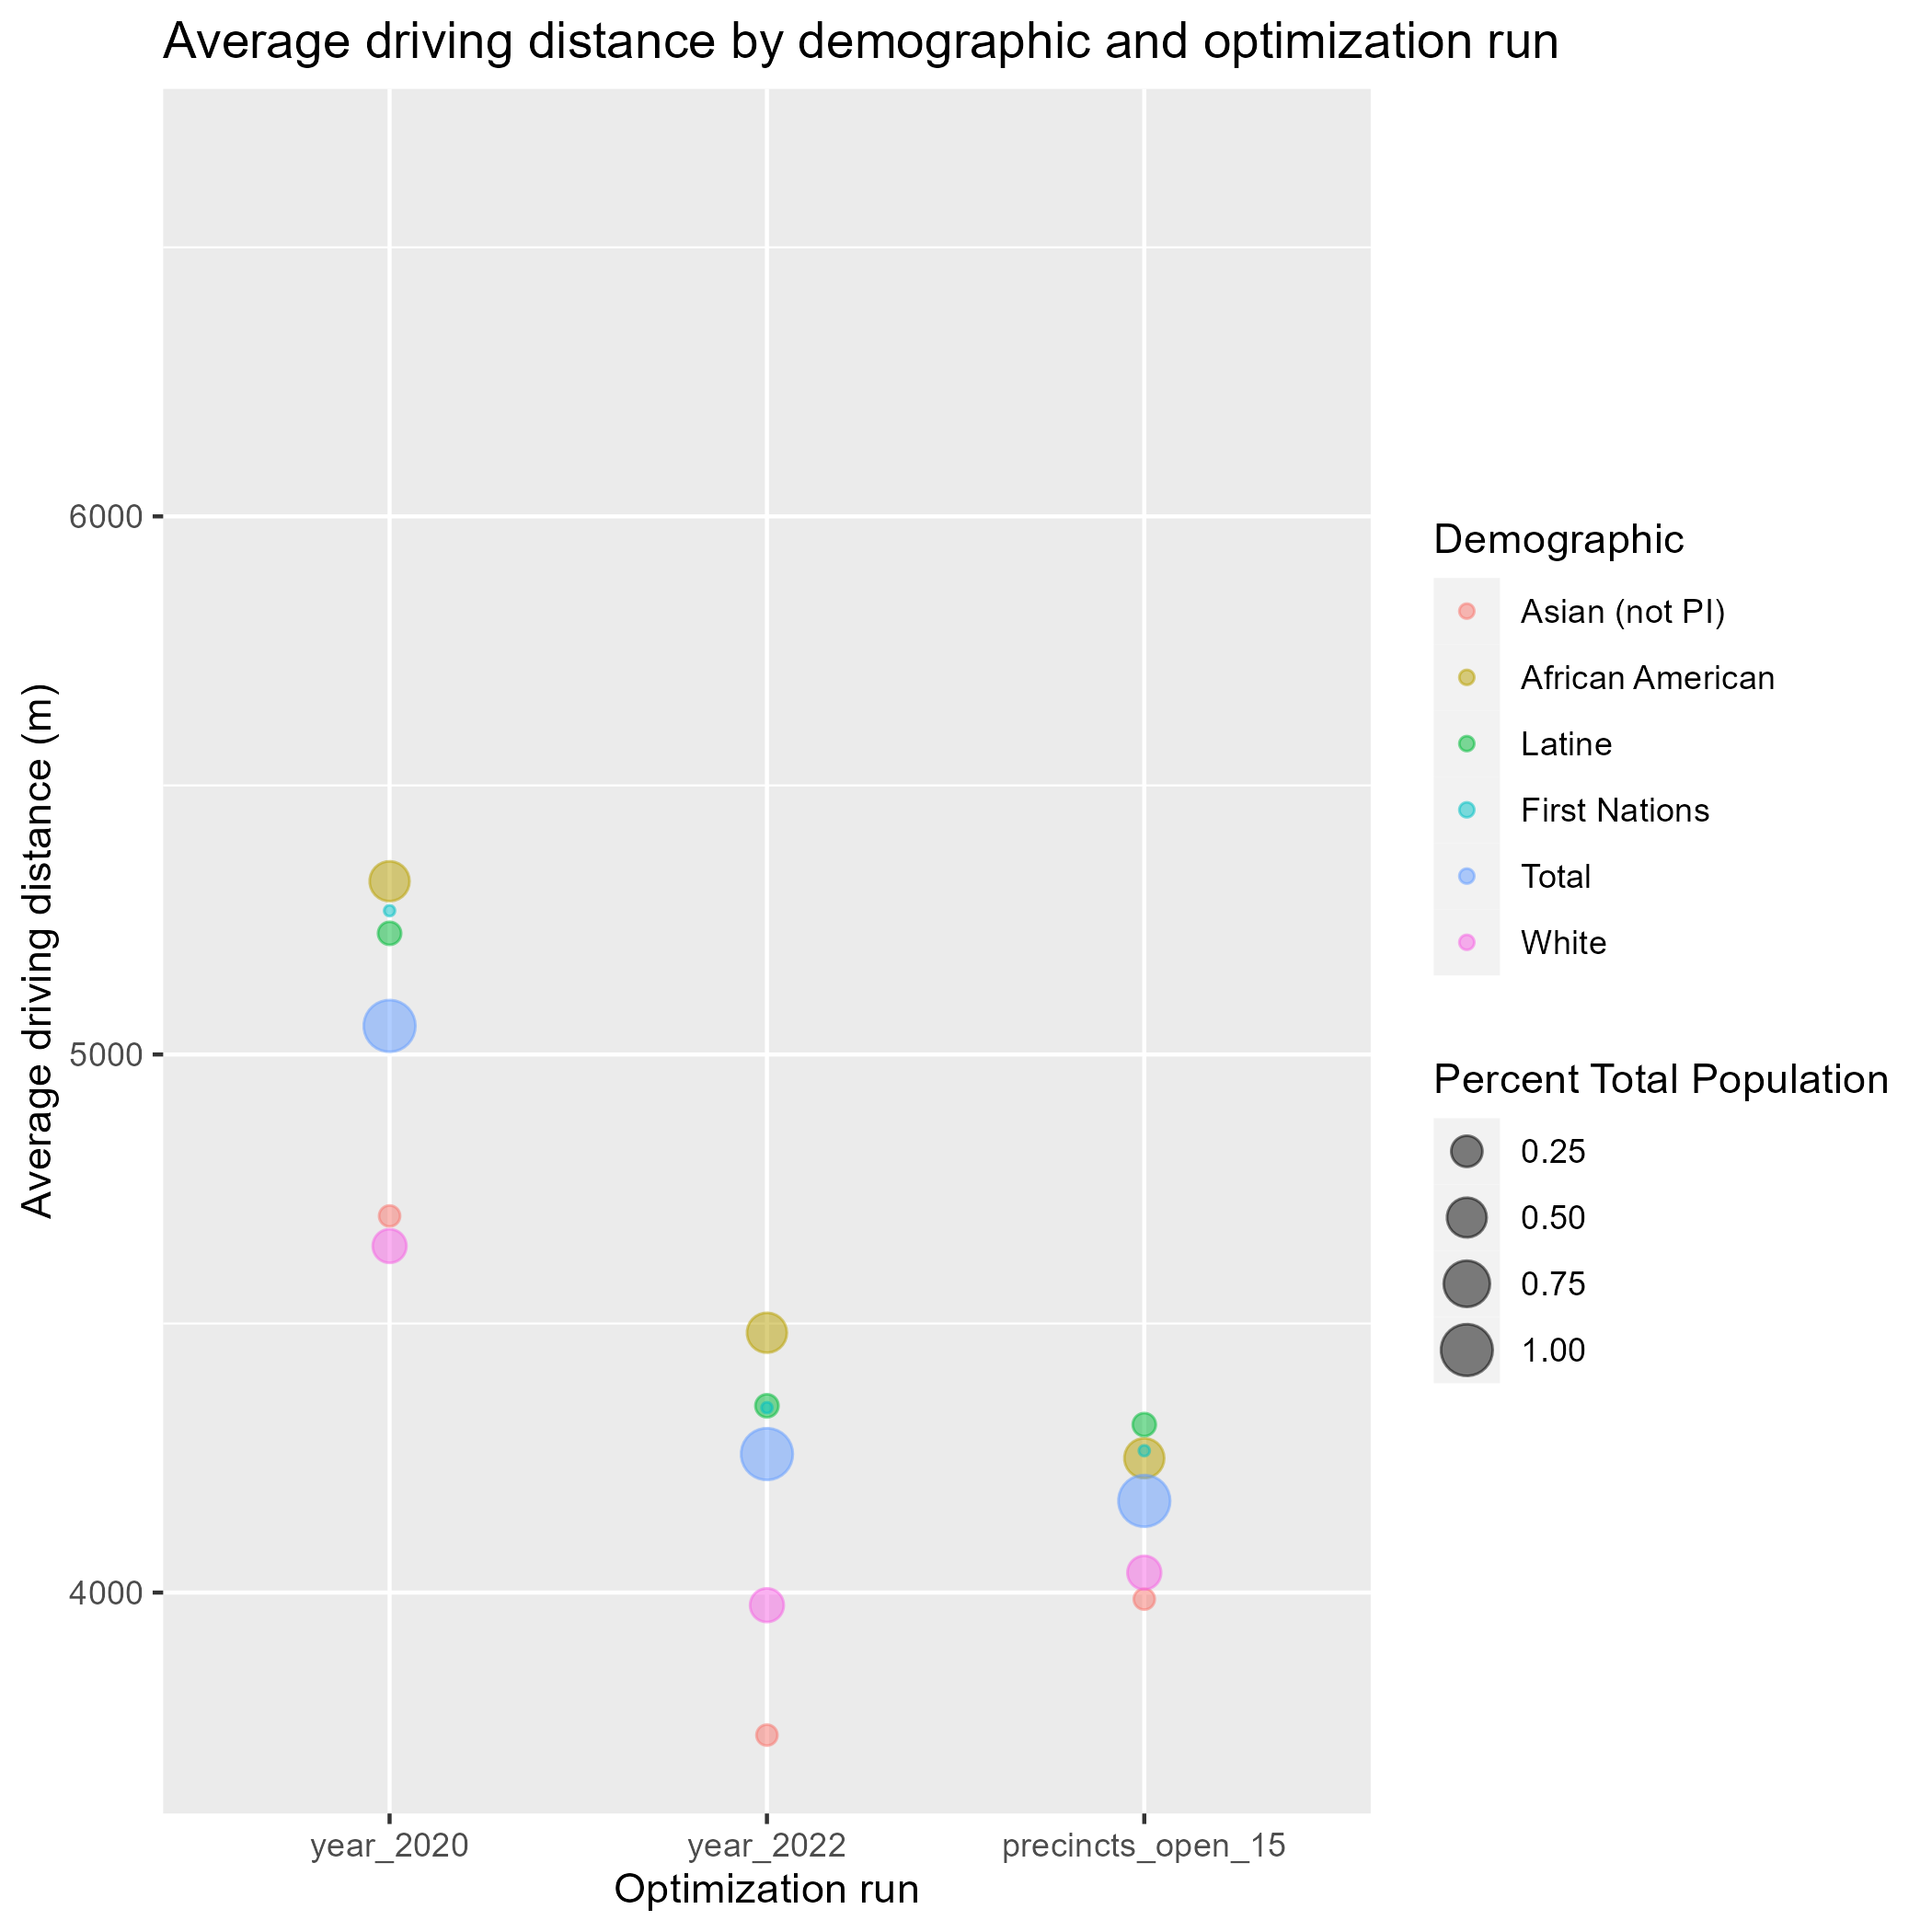 Average driving distance by demographic and optimization run
Average driving distance (m)
6000
5000
4000
year_2020
year_2022
precincts_open_15
Optimization run
Demographic
Asian (not PI)
African American
Latine
First Nations
Total
White
Percent Total Population
0.25
0.50
0.75
1.00